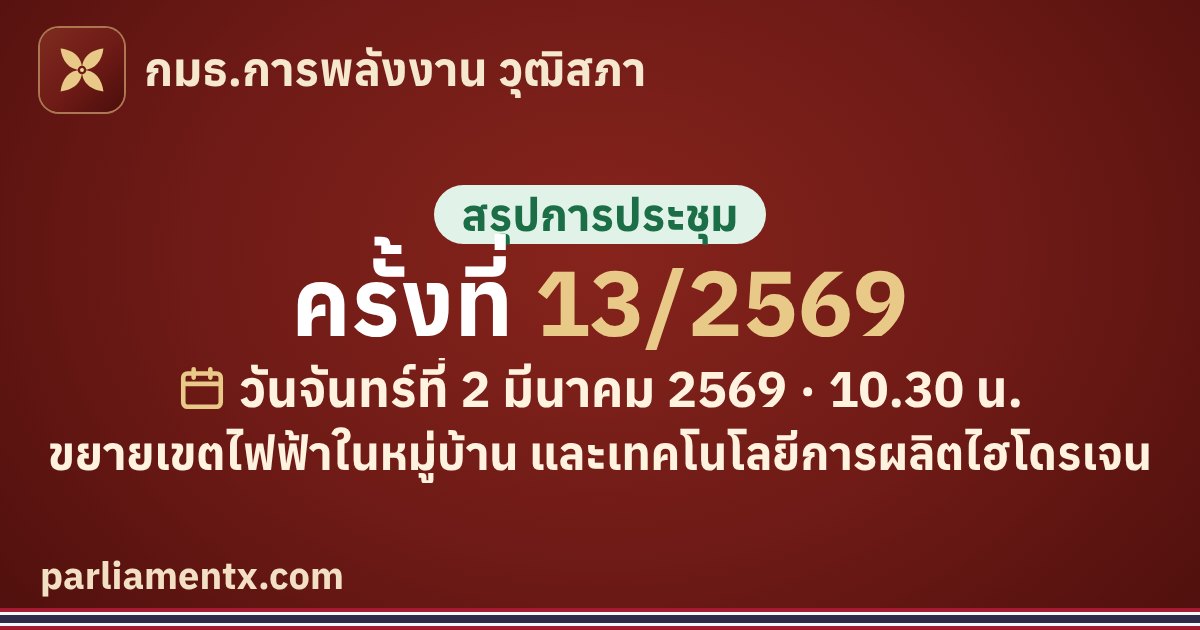 กมธ.การพลังงาน วุฒิสภา
สรุปการประชุม
ครั้งที่ 13/2569
วันจันทร์ที่ 2 มีนาคม 2569 · 10.30 น.
ขยายเขตไฟฟ้าในหมู่บ้าน และเทคโนโลยีการผลิตไฮโดรเจน
parliamentx.com